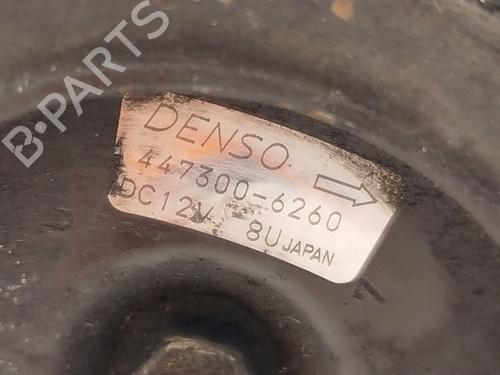 B-PARTS
DENSO
447300-6260
DC12V 8U JAPAN